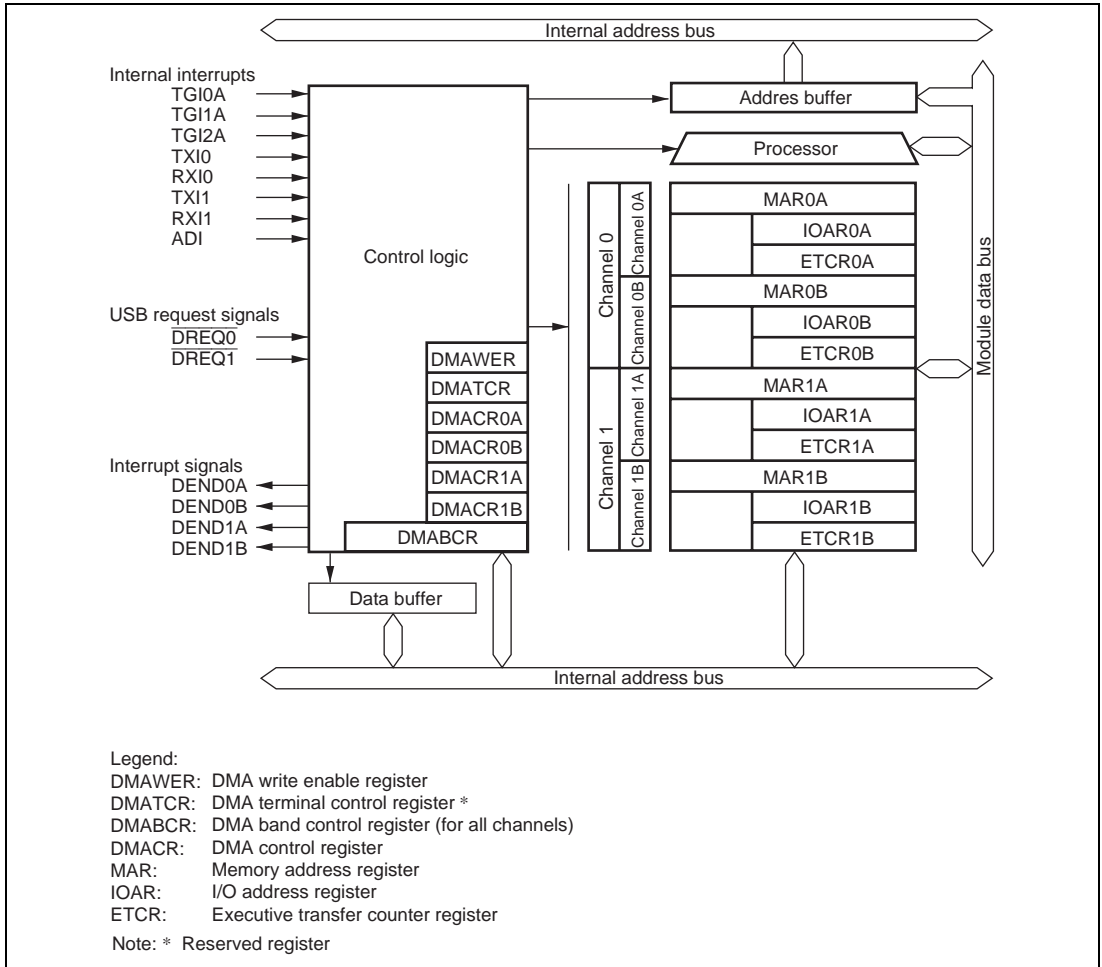 Internal address bus
Internal interrupts
TGI0A
TGI1A
TGI2A
TXI0
RXI0
TXI1
RXI1
ADI
USB request signals
DREQ0
DREQ1
Interrupt signals
DEND0A
DEND0B
DEND1A
DEND1B
Control logic
DMAWER
DMATCR
DMACR0A
DMACR0B
DMACR1A
DMACR1B
DMABCR
Data buffer
Addres buffer
Processor
Channel 0
Channel 1
Channel 0A
Channel 0B
Channel 1A
Channel 1B
MAR0A
IOAR0A
ETCR0A
MAR0B
IOAR0B
ETCR0B
MAR1A
IOAR1A
ETCR1A
MAR1B
IOAR1B
ETCR1B
Module data bus
Internal address bus
Legend:
DMAWER: DMA write enable register
DMATCR: DMA terminal control register *
DMABCR: DMA band control register (for all channels)
DMACR: DMA control register
MAR: Memory address register
IOAR: I/O address register
ETCR: Executive transfer counter register
Note: * Reserved register